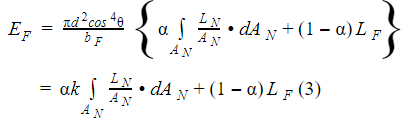 E_F = πd²cos⁴θ / b_F { α ∫_{A_N} L_N / A_N • dA_N + (1 − α) L_F }
= αk ∫_{A_N} L_N / A_N • dA_N + (1 − α) L_F (3)